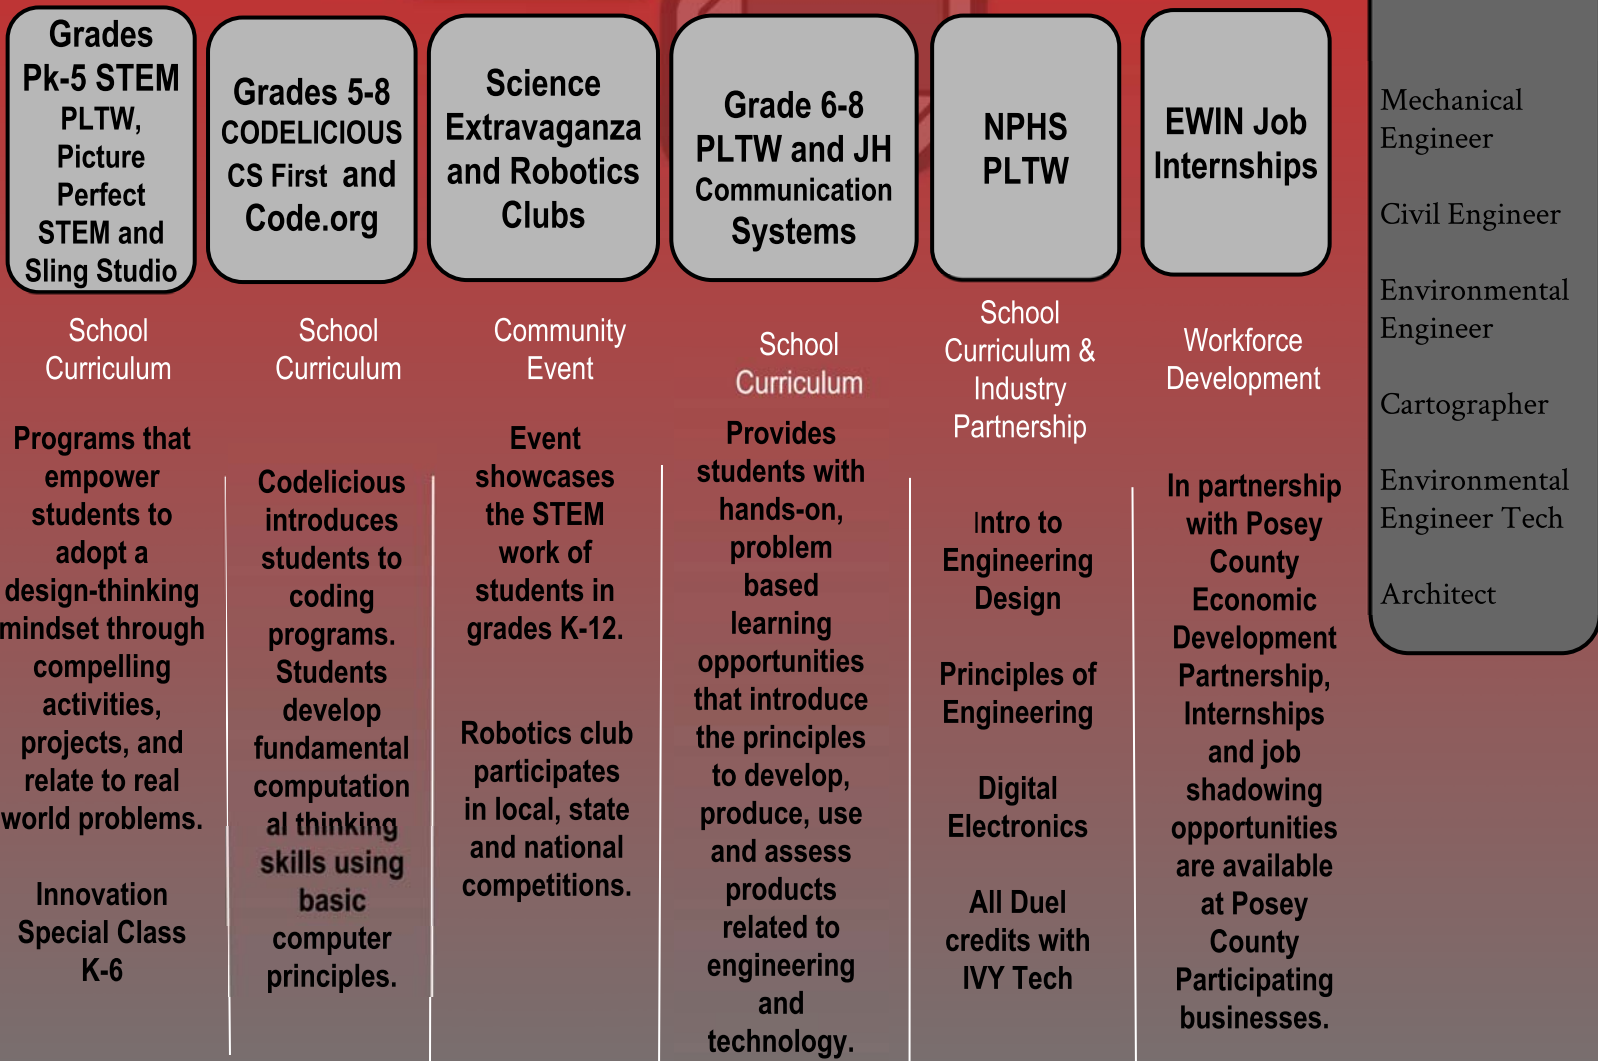 Grades
Pk-5 STEM
PLTW,
Picture
Perfect
STEM and
Sling Studio
School
Curriculum
Programs that
empower
students to
adopt a
design-thinking
mindset through
compelling
activities,
projects, and
relate to real
world problems.
Innovation
Special Class
K-6
Grades 5-8
CODELICIOUS
CS First and
Code.org
School
Curriculum
Codelicious
introduces
students to
coding
programs.
Students
develop
fundamental
computation
al thinking
skills using
basic
computer
principles.
Science
Extravaganza
and Robotics
Clubs
Community
Event
Event
showcases
the STEM
work of
students in
grades K-12.
Robotics club
participates
in local, state
and national
competitions.
Grade 6-8
PLTW and JH
Communication
Systems
School
Curriculum
Provides
students with
hands-on,
problem
based
learning
opportunities
that introduce
the principles
to develop,
produce, use
and assess
products
related to
engineering
and
technology.
NPHS
PLTW
School
Curriculum &
Industry
Partnership
Intro to
Engineering
Design
Principles of
Engineering
Digital
Electronics
All Duel
credits with
IVY Tech
EWIN Job
Internships
Workforce
Development
In partnership
with Posey
County
Economic
Development
Partnership,
Internships
and job
shadowing
opportunities
are available
at Posey
County
Participating
businesses.
Mechanical
Engineer
Civil Engineer
Environmental
Engineer
Cartographer
Environmental
Engineer Tech
Architect